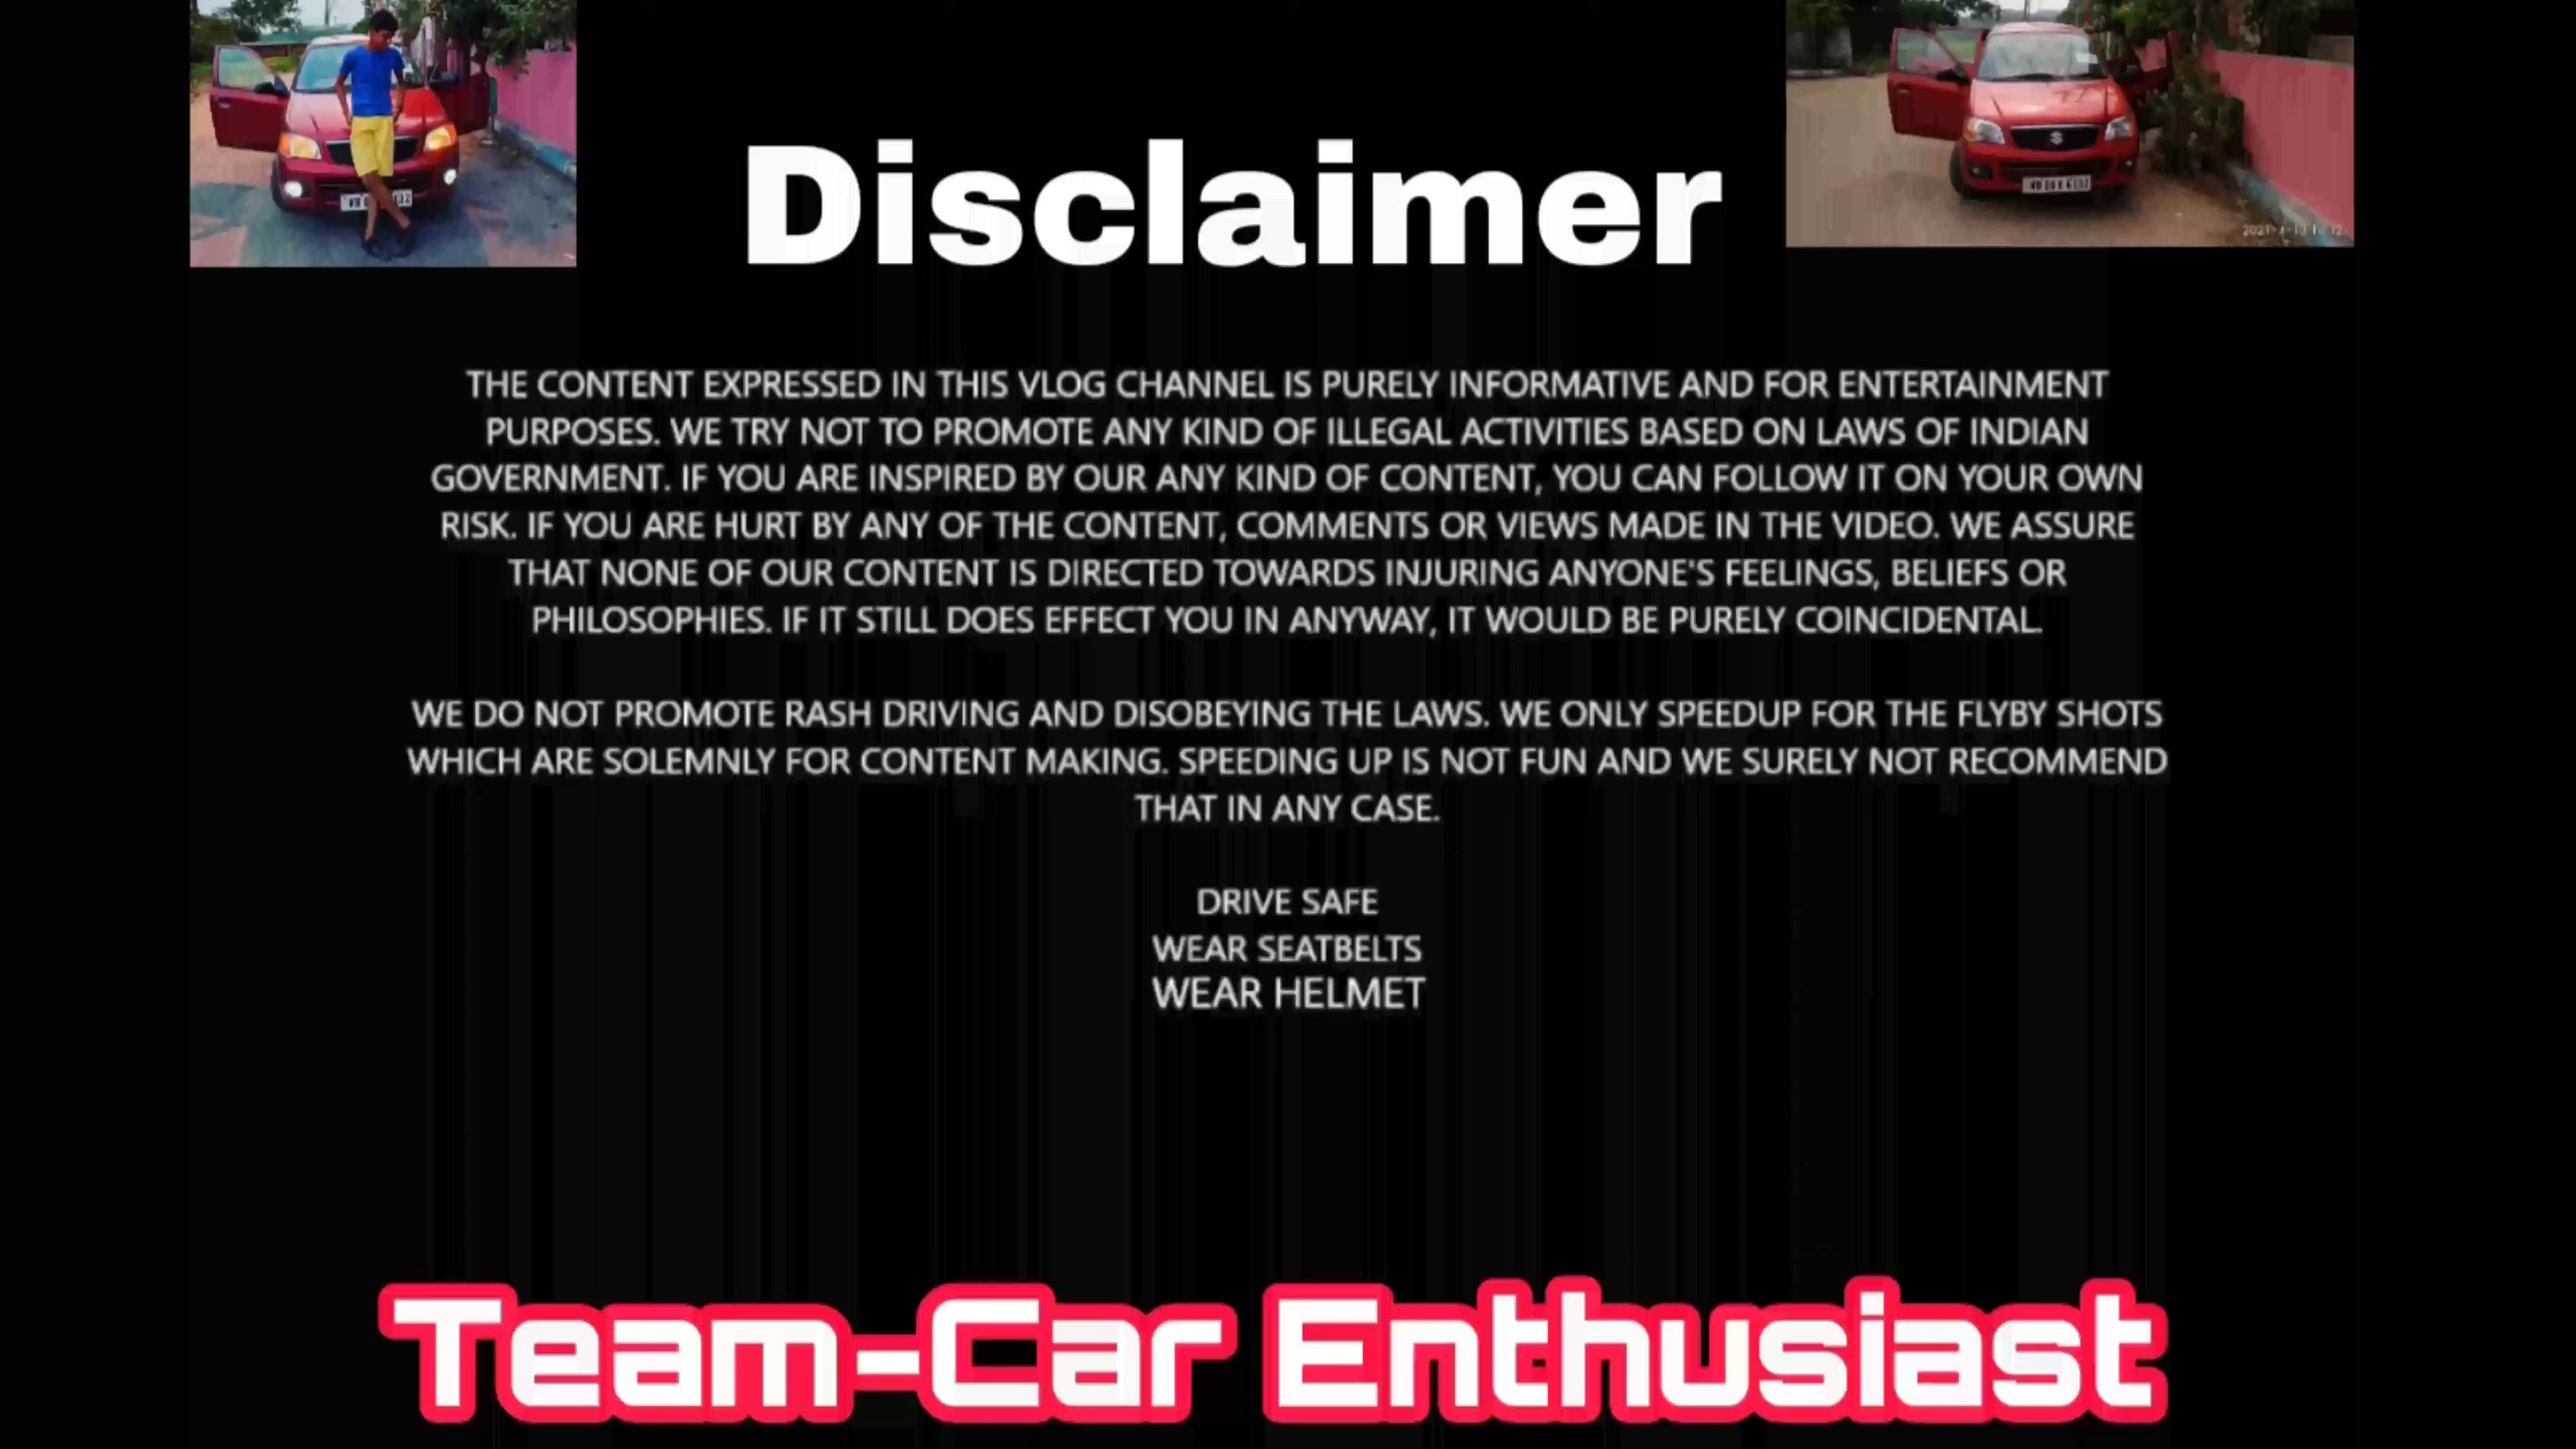 Disclaimer
THE CONTENT EXPRESSED IN THIS VLOG CHANNEL IS PURELY INFORMATIVE AND FOR ENTERTAINMENT
PURPOSES. WE TRY NOT TO PROMOTE ANY KIND OF ILLEGAL ACTIVITIES BASED ON LAWS OF INDIAN
GOVERNMENT. IF YOU ARE INSPIRED BY OUR ANY KIND OF CONTENT, YOU CAN FOLLOW IT ON YOUR OWN
RISK. IF YOU ARE HURT BY ANY OF THE CONTENT, COMMENTS OR VIEWS MADE IN THE VIDEO. WE ASSURE
THAT NONE OF OUR CONTENT IS DIRECTED TOWARDS INJURING ANYONE'S FEELINGS, BELIEFS OR
PHILOSOPHIES. IF IT STILL DOES EFFECT YOU IN ANYWAY, IT WOULD BE PURELY COINCIDENTAL.
WE DO NOT PROMOTE RASH DRIVING AND DISOBEYING THE LAWS. WE ONLY SPEEDUP FOR THE FLYBY SHOTS
WHICH ARE SOLEMNLY FOR CONTENT MAKING. SPEEDING UP IS NOT FUN AND WE SURELY NOT RECOMMEND
THAT IN ANY CASE.
DRIVE SAFE
WEAR SEATBELTS
WEAR HELMET
Team-Car Enthusiast